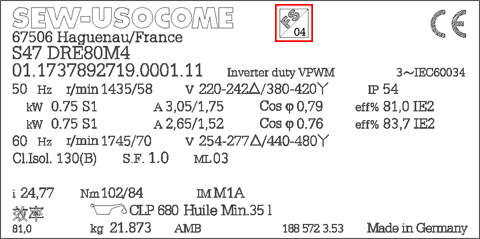 SEW-USOCOME
FS 04
CE
67506 Haguenau/France
S47 DRE80M4
01.1737892719.0001.11 Inverter duty VPWM 3~IEC60034
50 Hz r/min 1435/58 V 220-242△/380-420Y IP 54
kW 0.75 S1 A 3,05/1,75 Cos φ 0,79 eff% 81,0 IE2
kW 0.75 S1 A 2,65/1,52 Cos φ 0.76 eff% 83,7 IE2
60 Hz r/min 1745/70 V 254-277△/440-480Y
Cl.Isol. 130(B) S.F. 1.0 ML 03
i 24,77 Nm 102/84 IM M1A
效率 CLP 680 Huile Min.35 l
81,0 kg 21.873 AMB 188 572 3.53 Made in Germany